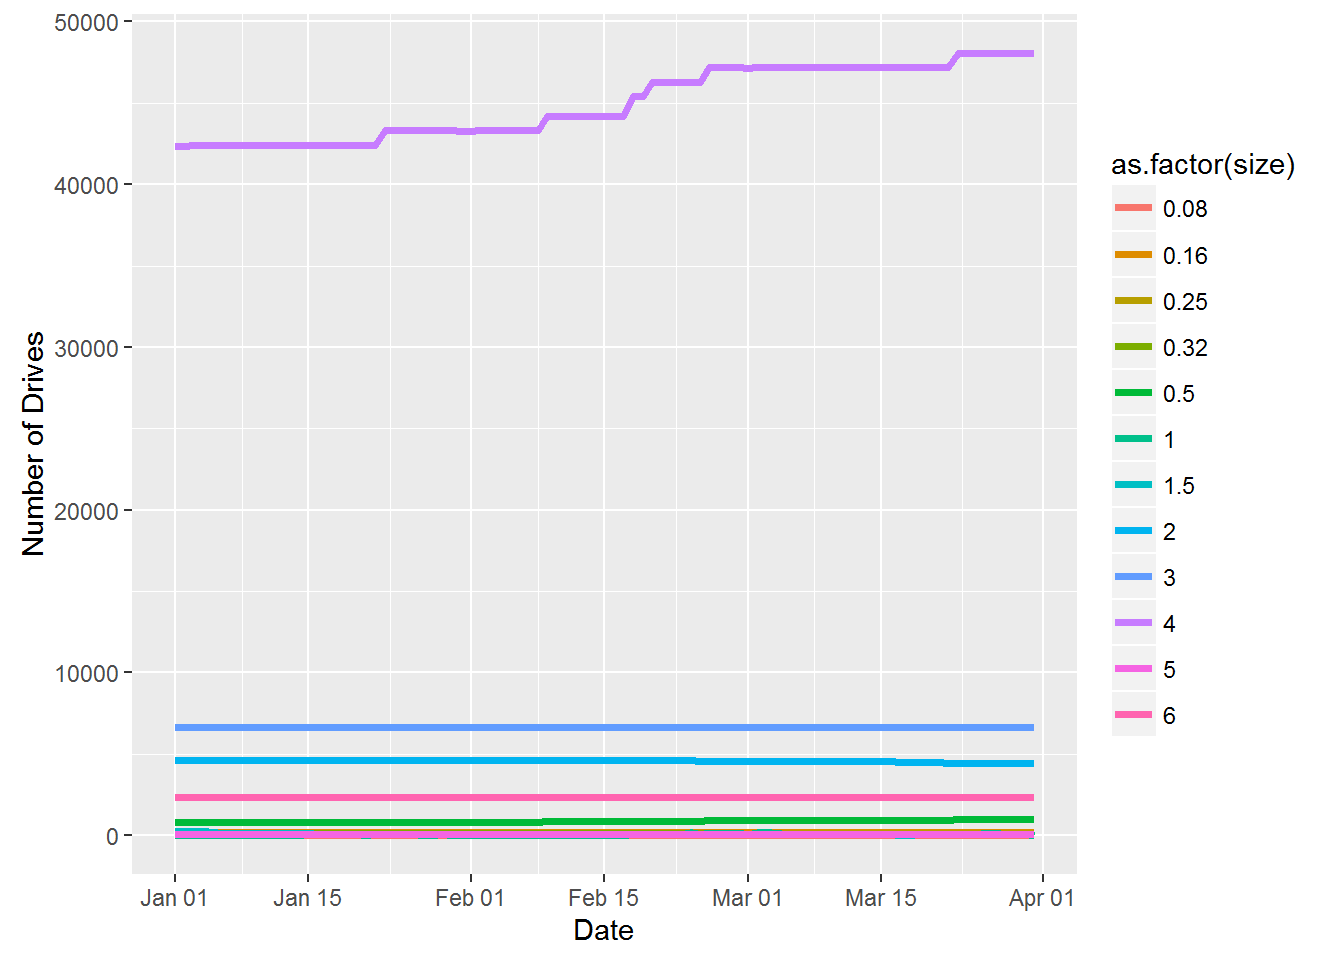 50000
40000
30000
20000
10000
0
Number of Drives
Jan 01
Jan 15
Feb 01
Feb 15
Mar 01
Mar 15
Apr 01
Date
as.factor(size)
0.08
0.16
0.25
0.32
0.5
1
1.5
2
3
4
5
6